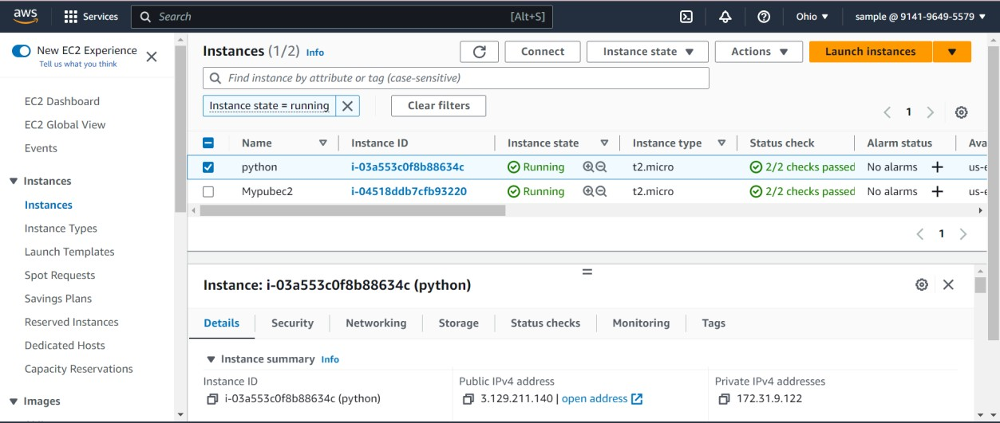 aws Services Search [Alt+S] Ohio sample @ 9141-9649-5579
New EC2 Experience
Tell us what you think
EC2 Dashboard
EC2 Global View
Events
Instances
Instances
Instance Types
Launch Templates
Spot Requests
Savings Plans
Reserved Instances
Dedicated Hosts
Capacity Reservations
Images
Instances (1/2) Info Connect Instance state Actions Launch instances
Find instance by attribute or tag (case-sensitive)
Instance state = running Clear filters
1
Name Instance ID Instance state Instance type Status check Alarm status Ava
python i-03a553c0f8b88634c Running t2.micro 2/2 checks passed No alarms us-e
Mypubec2 i-04518ddb7cfb93220 Running t2.micro 2/2 checks passed No alarms us-e
1
Instance: i-03a553c0f8b88634c (python)
Details Security Networking Storage Status checks Monitoring Tags
Instance summary Info
Instance ID Public IPv4 address Private IPv4 addresses
i-03a553c0f8b88634c (python) 3.129.211.140 | open address 172.31.9.122